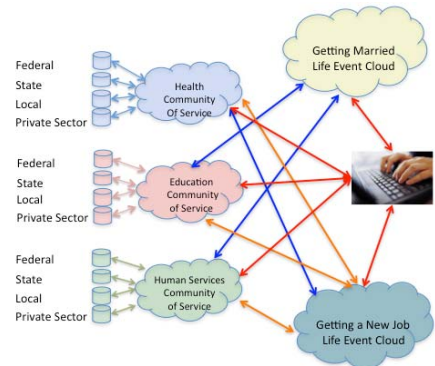 Getting Married
Life Event Cloud
Federal
State
Local
Private Sector
Health
Community
Of Service
Federal
State
Local
Private Sector
Education
Community
of Service
Federal
State
Local
Private Sector
Human Services
Community
of Service
Getting a New Job
Life Event Cloud